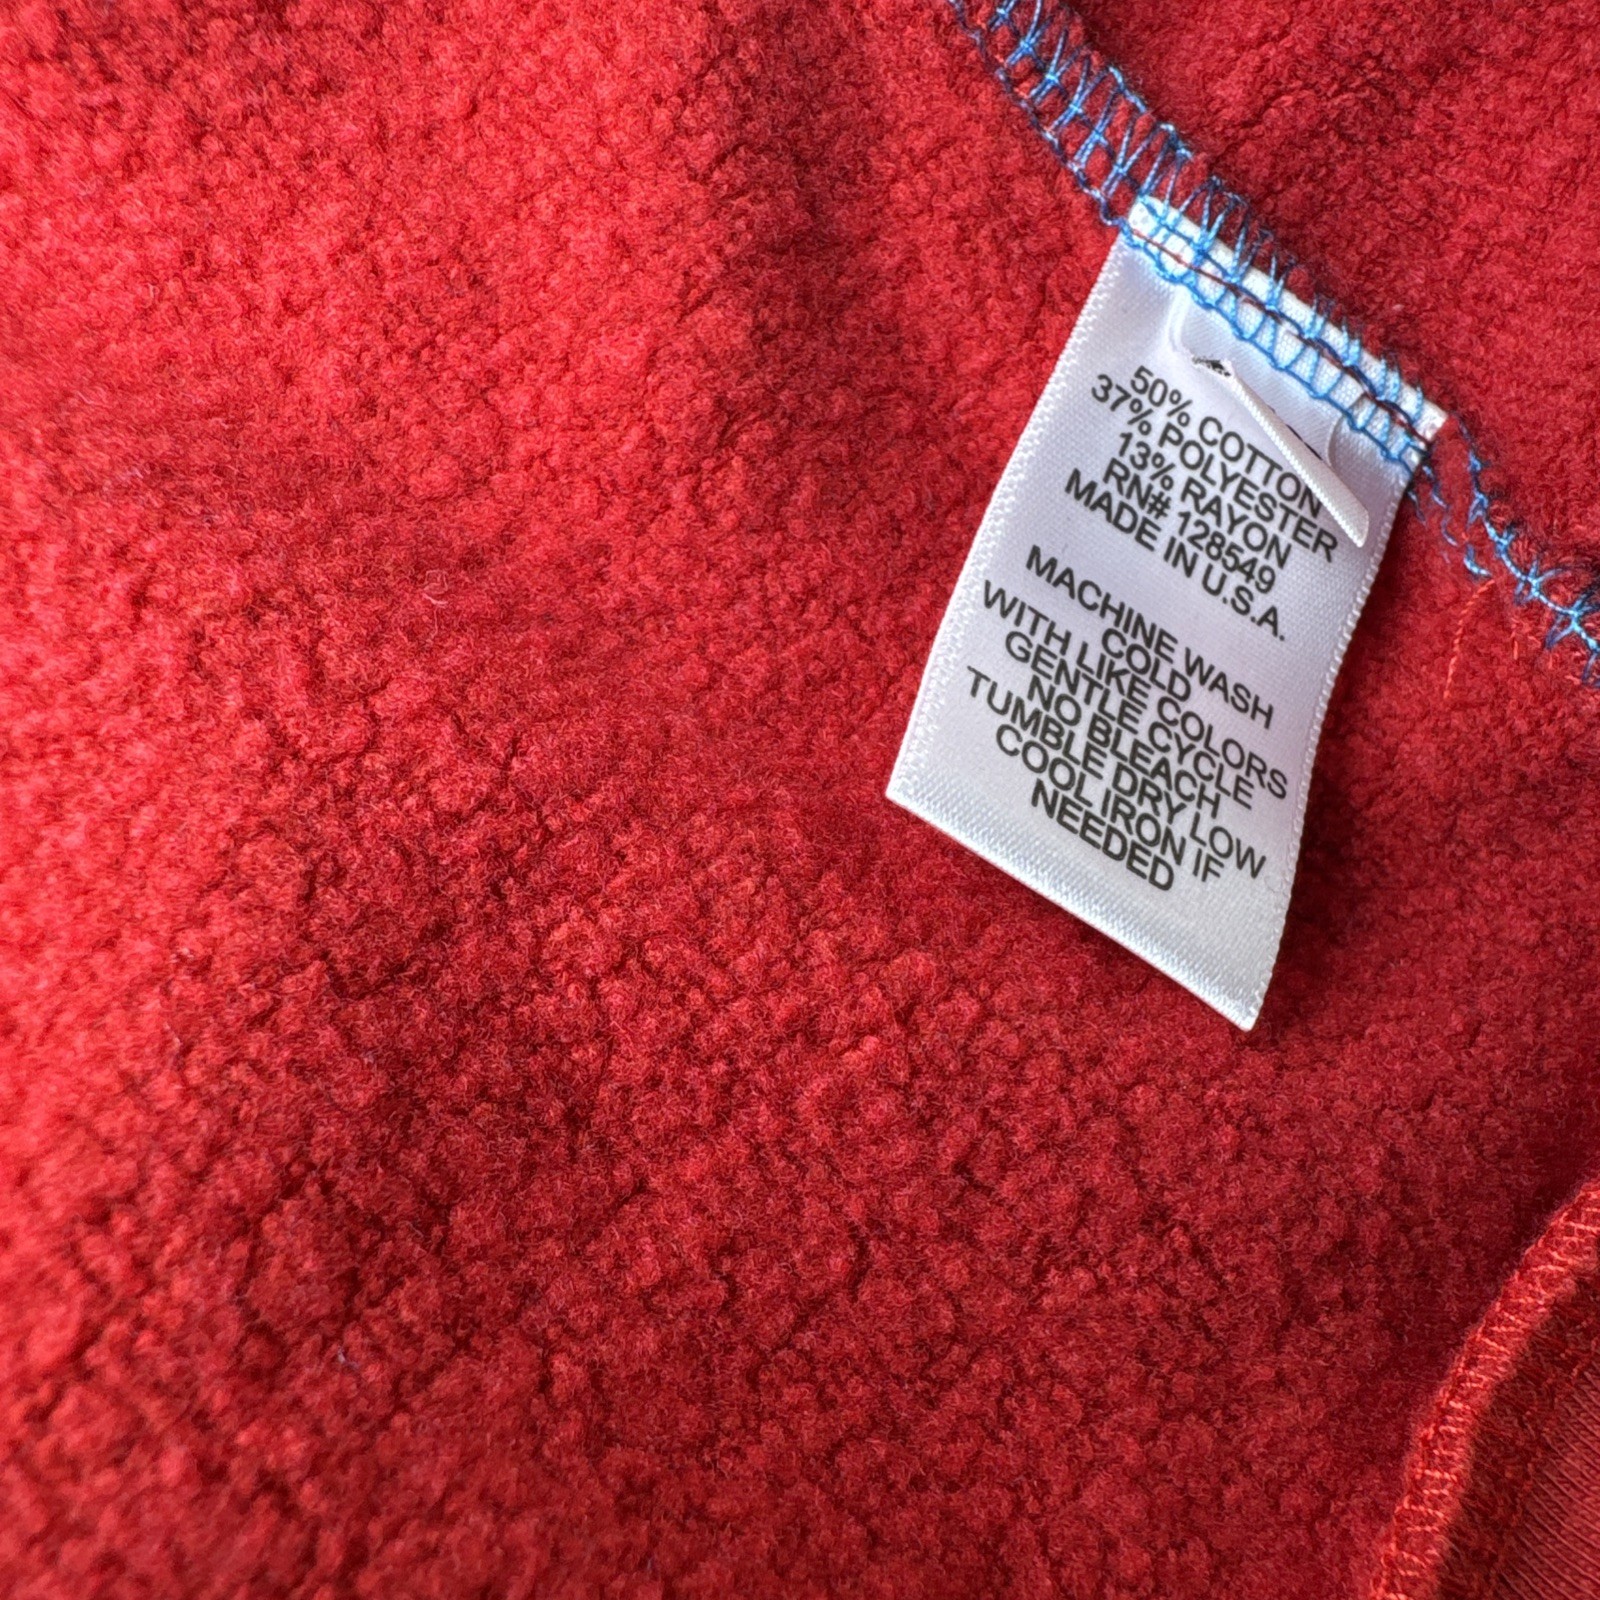 50% COTTON
37% POLYESTER
13% RAYON
RN# 128549
MADE IN U.S.A.
MACHINE WASH
COLD
WITH LIKE COLORS
GENTLE CYCLE
NO BLEACH
TUMBLE DRY LOW
COOL IRON IF
NEEDED